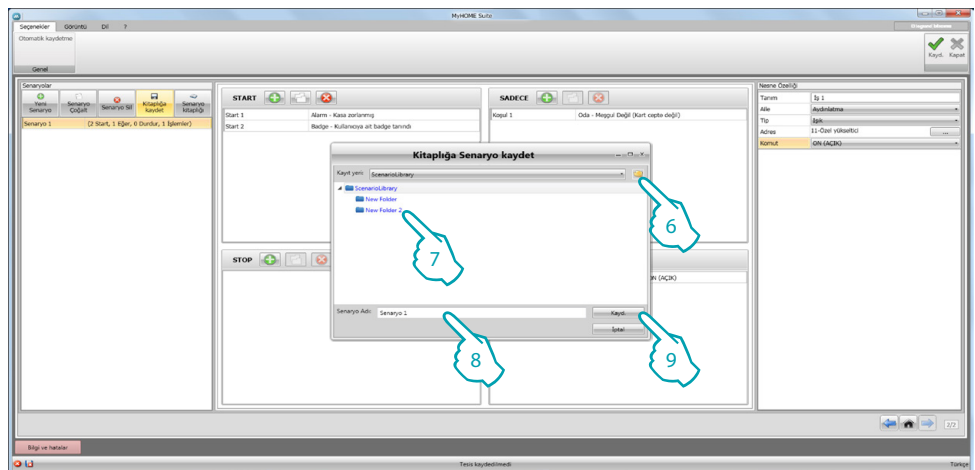 MyHOME Suite
Seçenekler Görüntü Dil ?
Otomatik kaydetme
Kayd. Kapat
Genel
Senaryolar
Yeni Senaryo
Senaryo Çoğalt
Senaryo Sil
Kitaplığa kaydet
Senaryo kitaplığı
Senaryo 1 (2 Start, 1 Eğer, 0 Durdur, 1 İşlemler)
START
Start 1 Alarm - Kasa zorlanmış
Start 2 Badge - Kullanıcıya ait badge tanındı
SADECE
Koşul 1 Oda - Meşgul Değil (Kart cepte değil)
STOP
ON (AÇIK)
Nesne Özeliği
Tanım İş 1
Aile Aydınlatma
Tip Işık
Adres 11-Özel yükseltici ...
Komut ON (AÇIK)
Kitaplığa Senaryo kaydet
Kayıt yeri: ScenarioLibrary
ScenarioLibrary
New Folder
New Folder 2
Senaryo Adı: Senaryo 1
Kayd.
İptal
6
7
8
9
2/2
Bilgi ve hatalar
Tesis kaydedilmedi
Türkçe